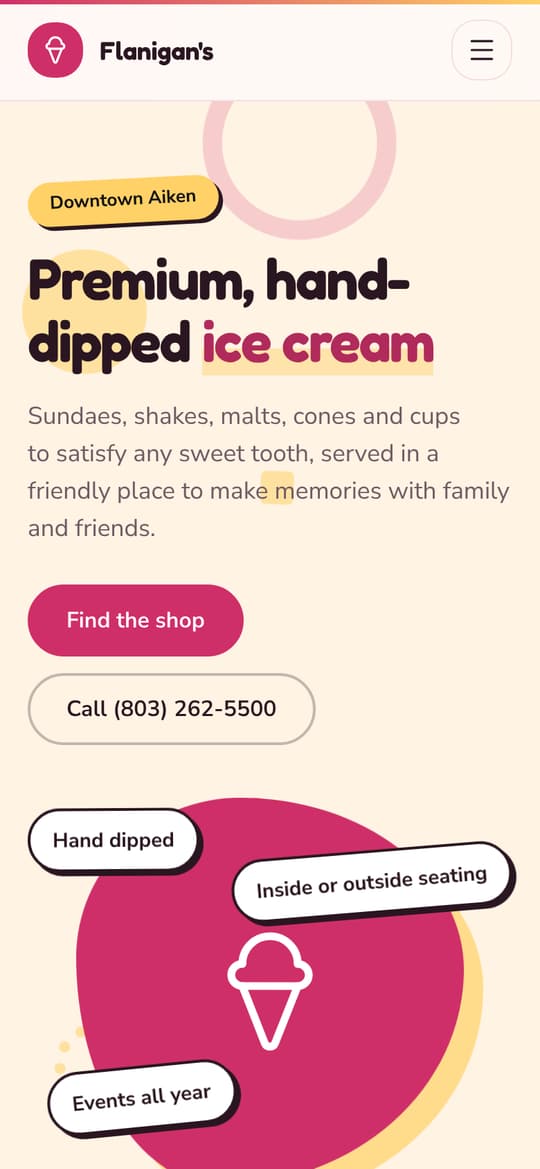 Flanigan's
Downtown Aiken
Premium, hand-
dipped ice cream
Sundaes, shakes, malts, cones and cups
to satisfy any sweet tooth, served in a
friendly place to make memories with family
and friends.
Find the shop
Call (803) 262-5500
Hand dipped
Inside or outside seating
Events all year